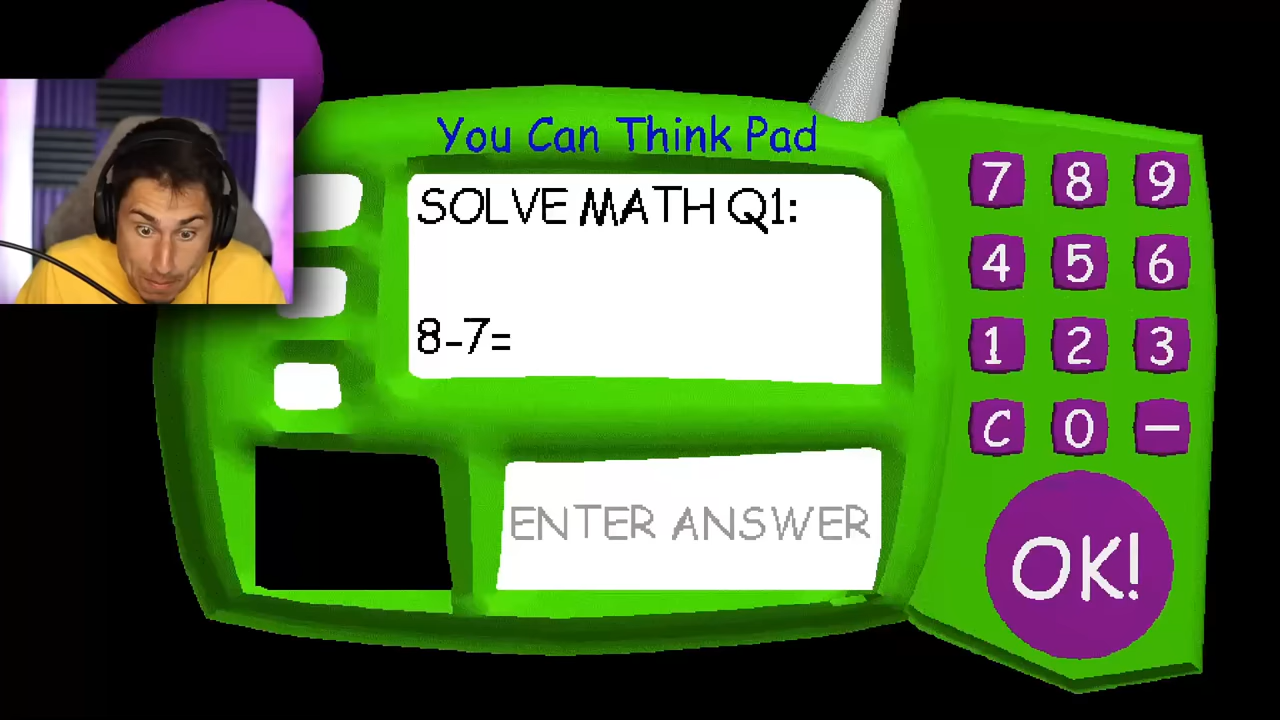 You Can Think Pad
SOLVE MATH Q1:
8-7=
ENTER ANSWER
7 8 9
4 5 6
1 2 3
C 0 —
OK!